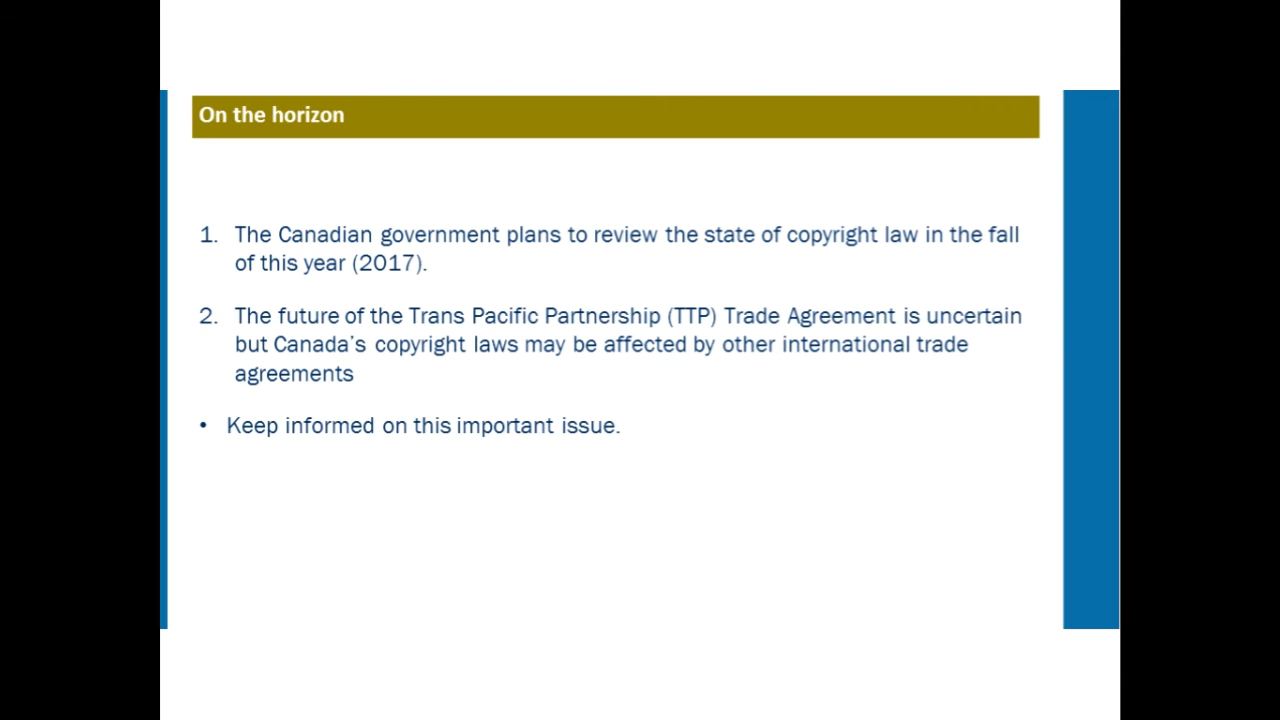 On the horizon
1. The Canadian government plans to review the state of copyright law in the fall
of this year (2017).
2. The future of the Trans Pacific Partnership (TTP) Trade Agreement is uncertain
but Canada's copyright laws may be affected by other international trade
agreements
• Keep informed on this important issue.